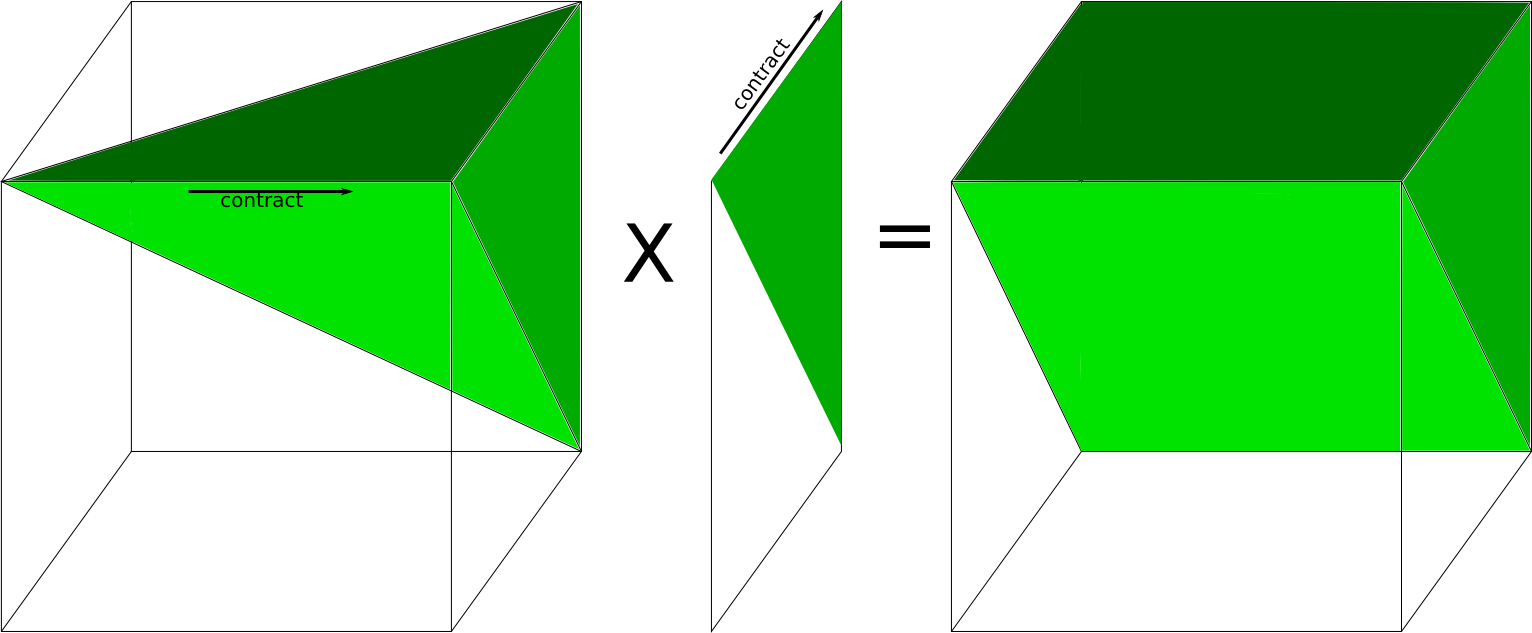 contract
X
contract
=